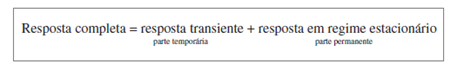 Resposta completa = resposta transiente + resposta em regime estacionário
parte temporária parte permanente